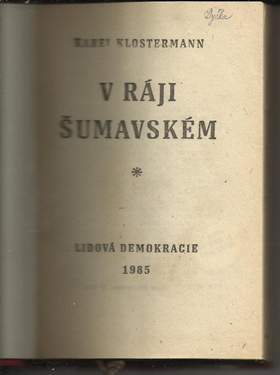 KAREL KLOSTERMANN
V RÁJI
ŠUMAVSKÉM
*
LIDOVÁ DEMOKRACIE
1985